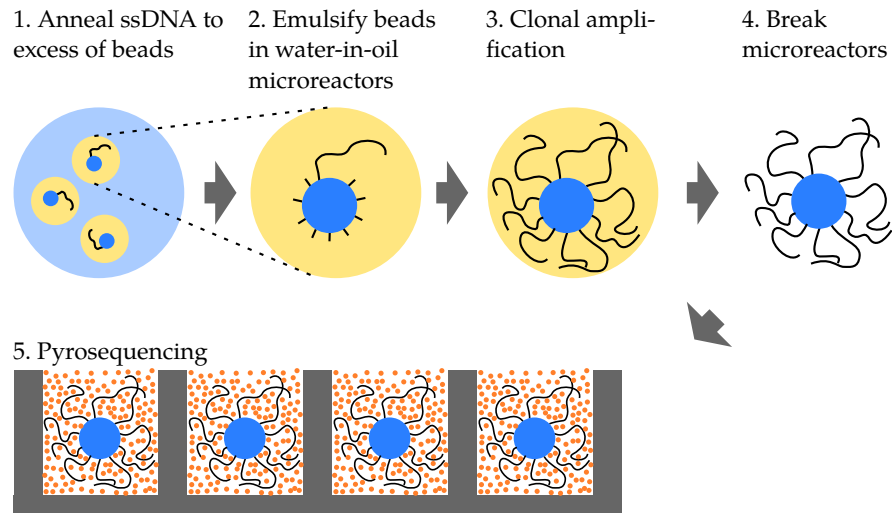 1. Anneal ssDNA to
excess of beads
2. Emulsify beads
in water-in-oil
microreactors
3. Clonal ampli-
fication
4. Break
microreactors
5. Pyrosequencing